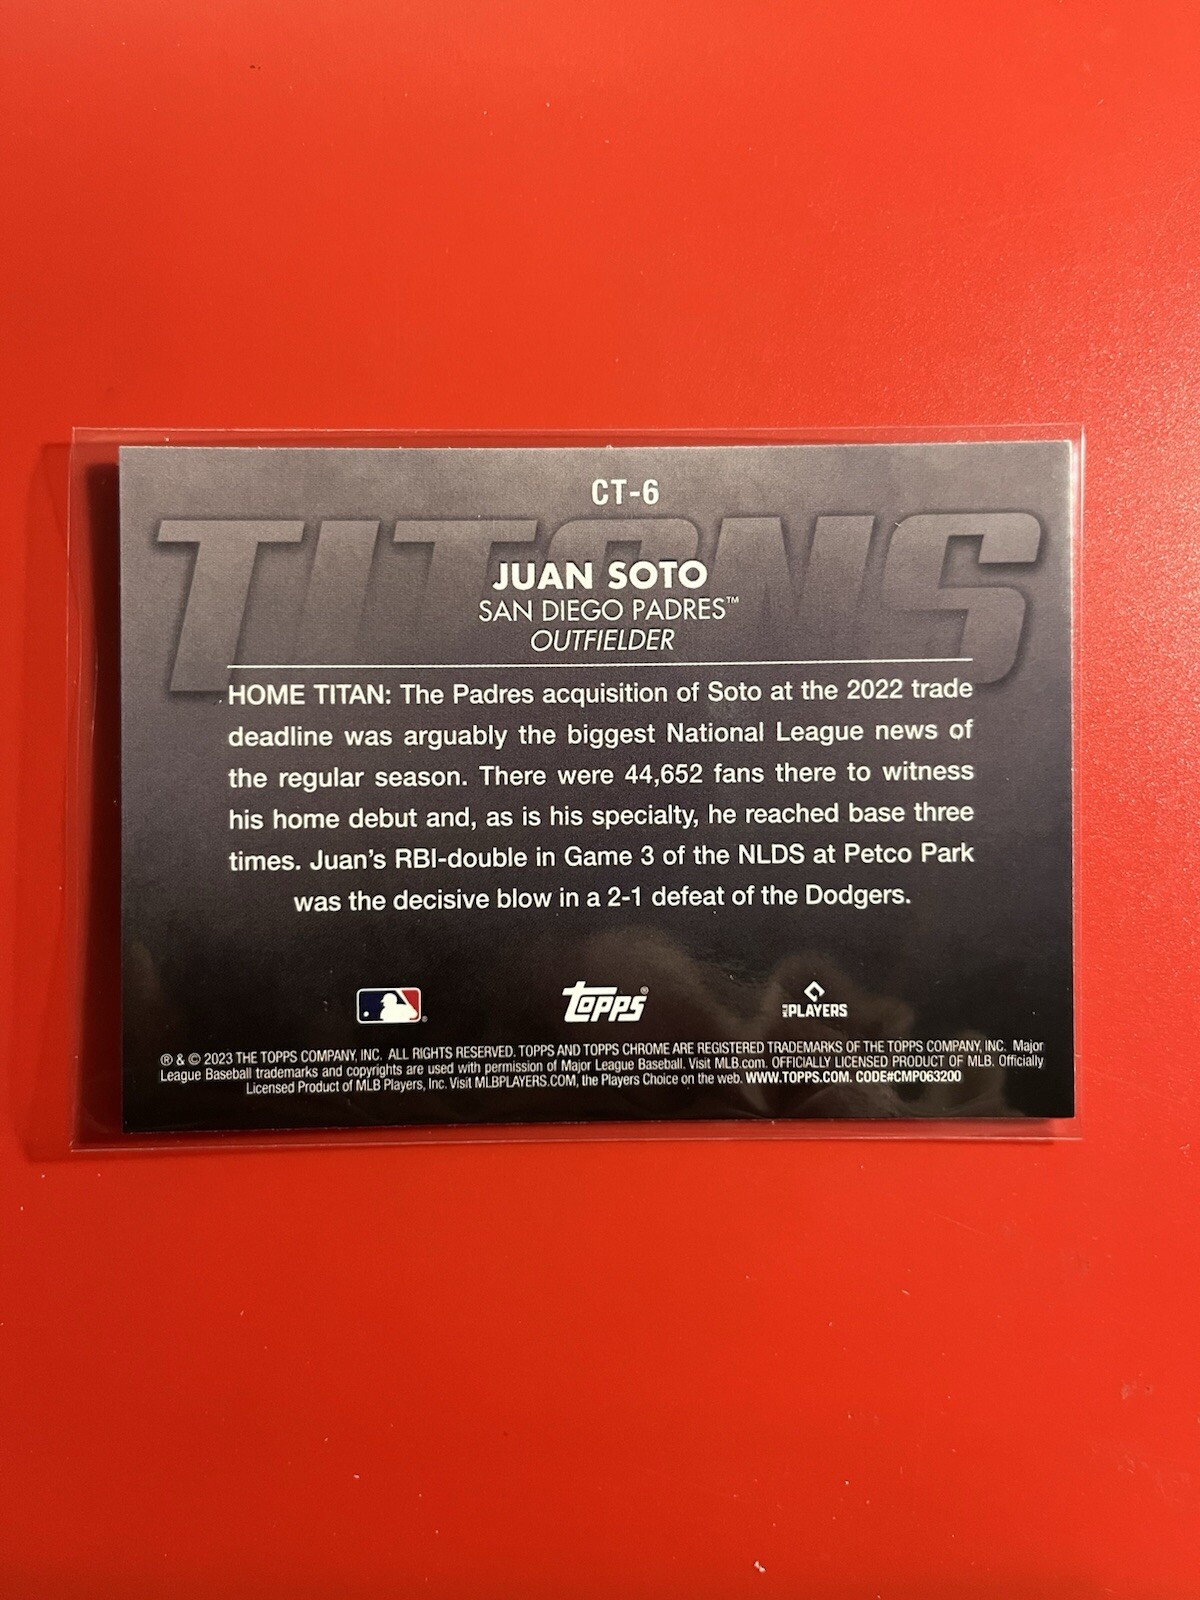 CT-6
TITANS
JUAN SOTO
SAN DIEGO PADRES™
OUTFIELDER
HOME TITAN: The Padres acquisition of Soto at the 2022 trade
deadline was arguably the biggest National League news of
the regular season. There were 44,652 fans there to witness
his home debut and, as is his specialty, he reached base three
times. Juan's RBI-double in Game 3 of the NLDS at Petco Park
was the decisive blow in a 2-1 defeat of the Dodgers.
Topps® MLB PLAYERS
® & © 2023 THE TOPPS COMPANY, INC. ALL RIGHTS RESERVED. TOPPS AND TOPPS CHROME ARE REGISTERED TRADEMARKS OF THE TOPPS COMPANY, INC. Major
League Baseball trademarks and copyrights are used with permission of Major League Baseball. Visit MLB.com. OFFICIALLY LICENSED PRODUCT OF MLB. Officially
Licensed Product of MLB Players, Inc. Visit MLBPLAYERS.COM, the Players Choice on the web. WWW.TOPPS.COM. CODE#CMP063200